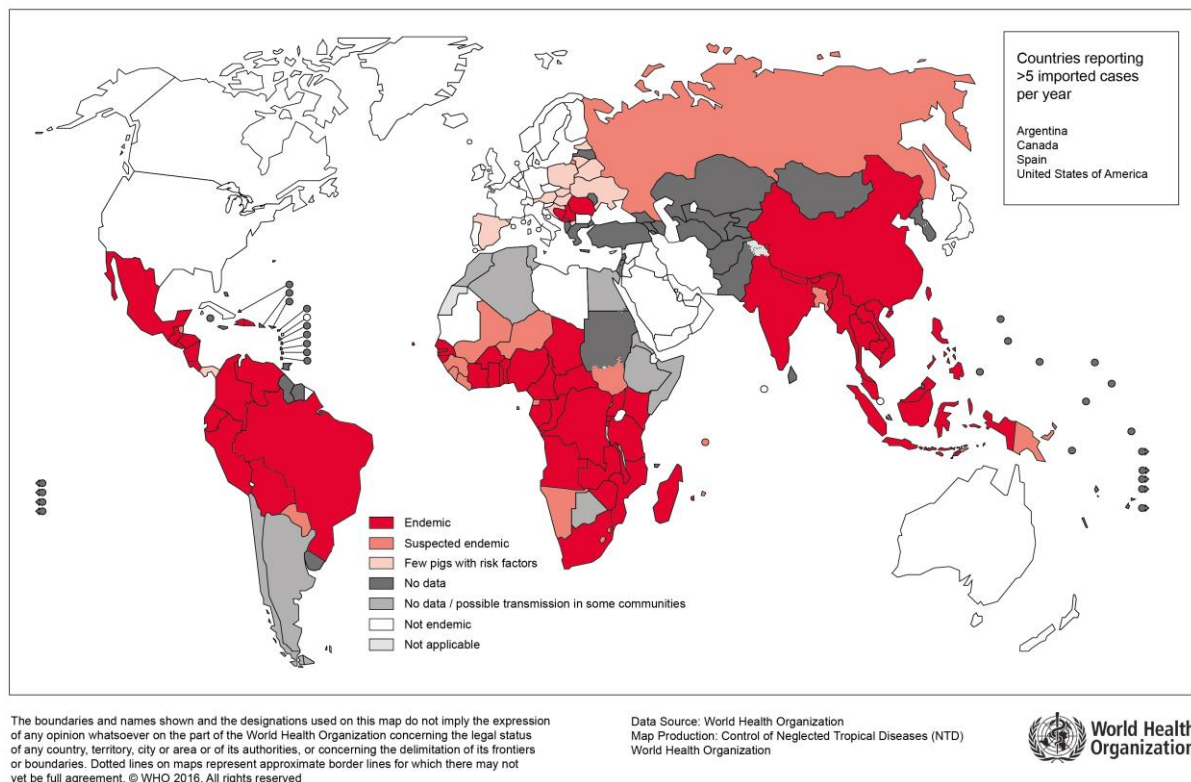 Countries reporting
>5 imported cases
per year
Argentina
Canada
Spain
United States of America
Endemic
Suspected endemic
Few pigs with risk factors
No data
No data / possible transmission in some communities
Not endemic
Not applicable
The boundaries and names shown and the designations used on this map do not imply the expression
of any opinion whatsoever on the part of the World Health Organization concerning the legal status
of any country, territory, city or area or of its authorities, or concerning the delimitation of its frontiers
or boundaries. Dotted lines on maps represent approximate border lines for which there may not
yet be full agreement. © WHO 2016. All rights reserved
Data Source: World Health Organization
Map Production: Control of Neglected Tropical Diseases (NTD)
World Health Organization
World Health
Organization